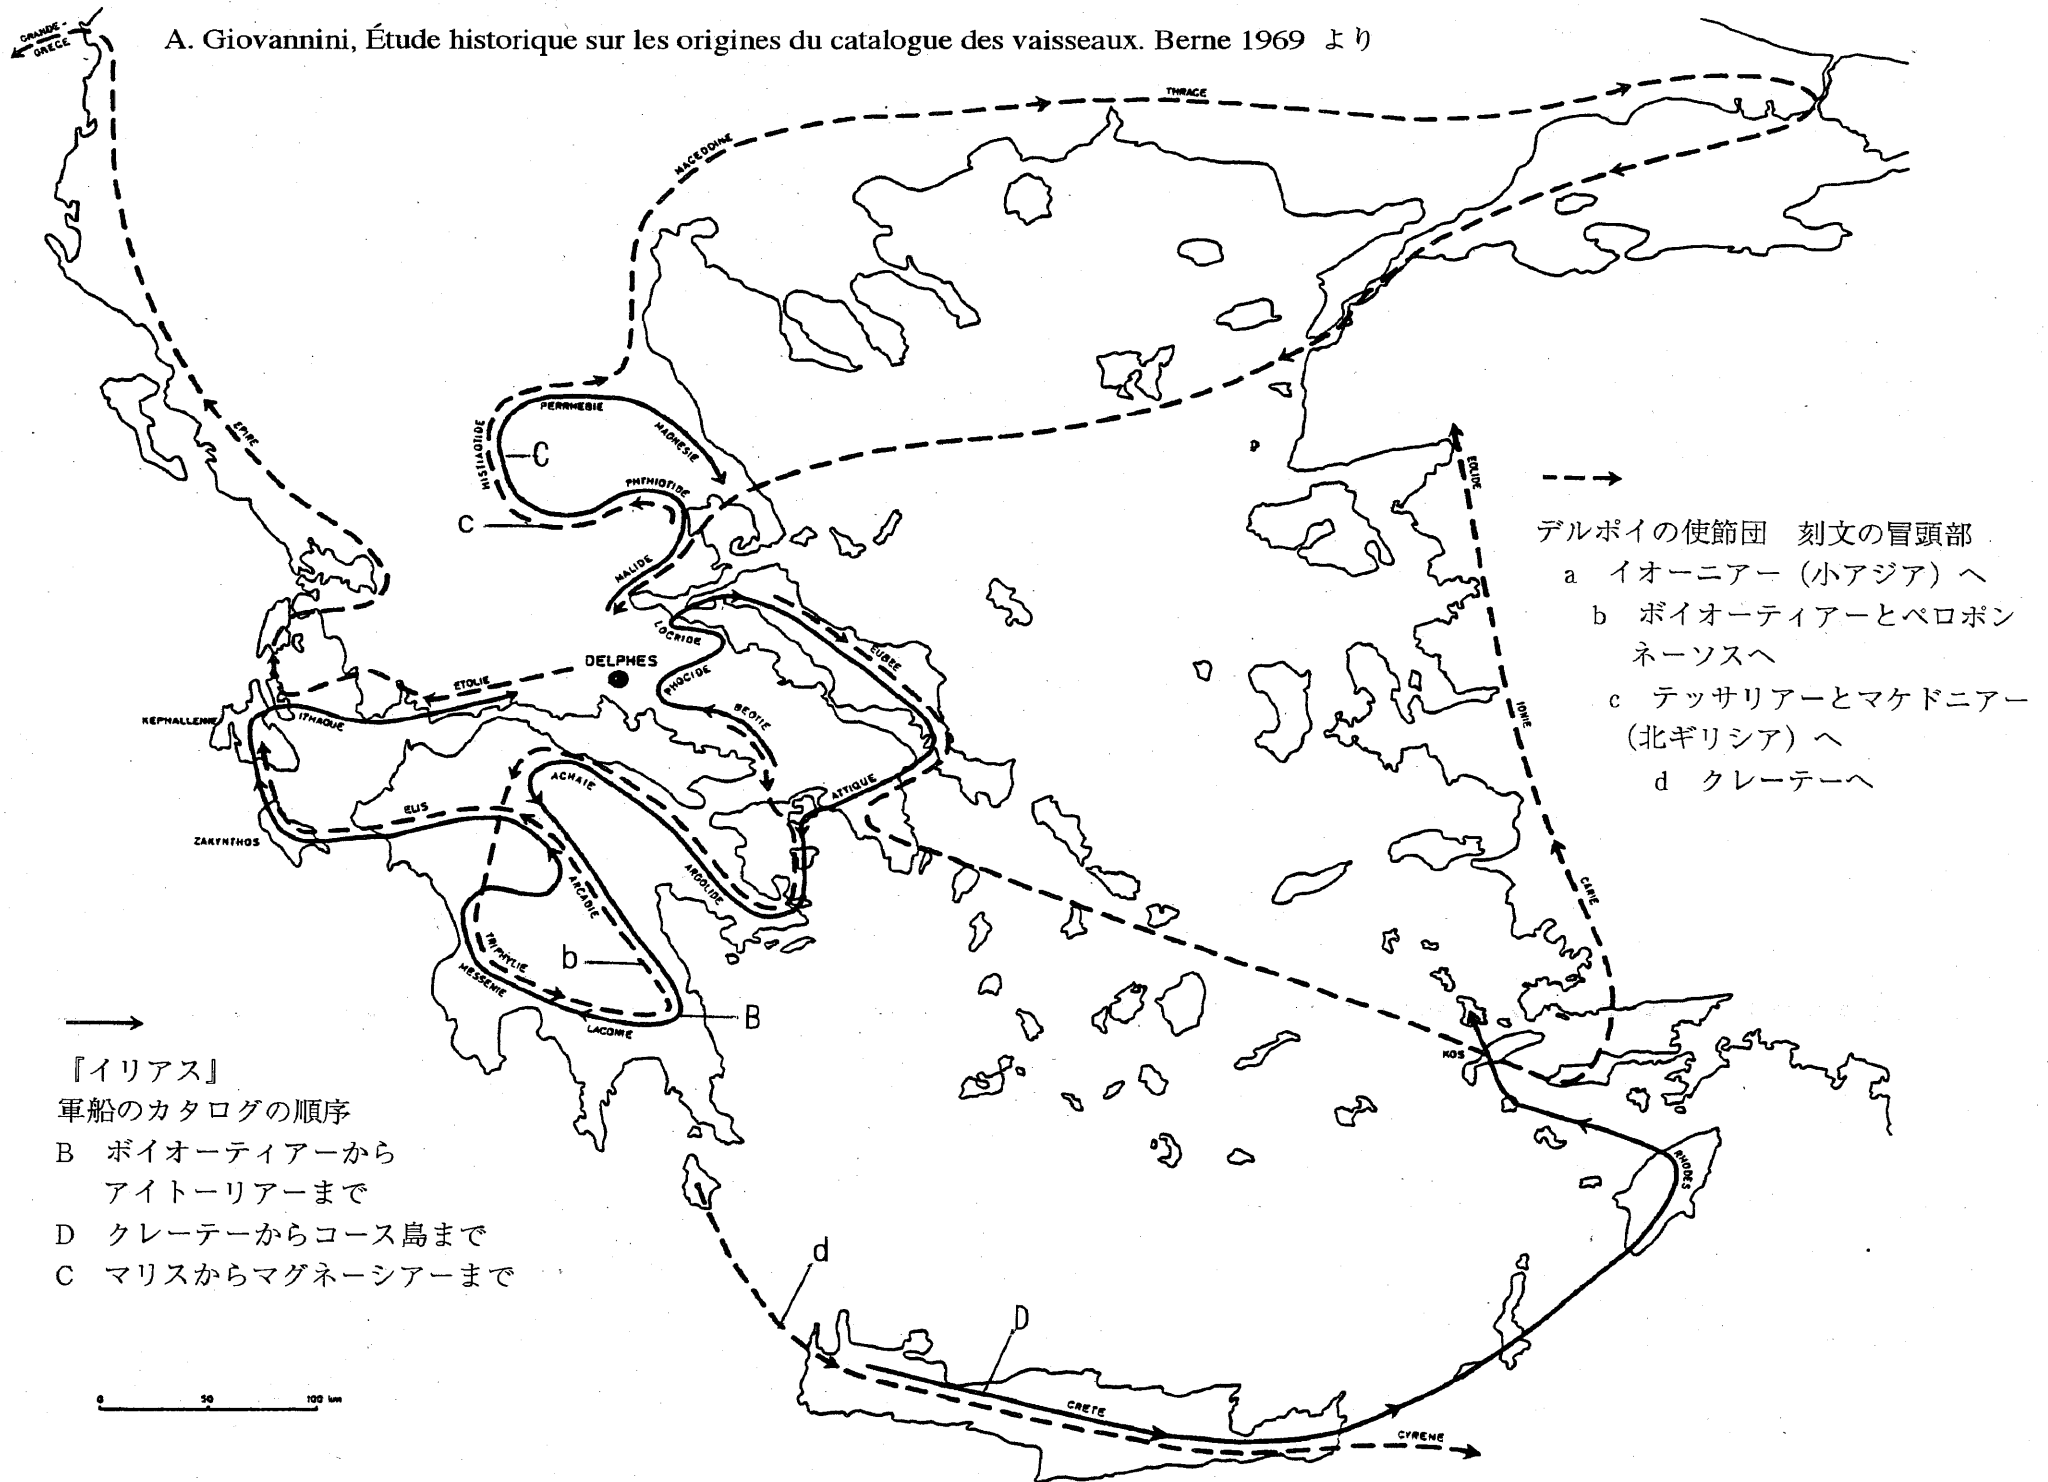 A. Giovannini, Étude historique sur les origines du catalogue des vaisseaux. Berne 1969 より
GRANDE-
GRECE
THRACE
MACEDOINE
EPIRE
PERRHEBIE
MAGNESIE
HISTIAOTIDE
C
PHTHIOTIDE
c
MALIDE
EOLIDE
デルポイの使節団 刻文の冒頭部
a イオーニアー（小アジア）へ
b ボイオーティアーとペロポン
ネーソスへ
c テッサリアーとマケドニアー
（北ギリシア）へ
d クレーテーへ
LOCRIDE
EUBEE
DELPHES
PHOCIDE
ETOLIE
BEOTIE
KEPHALLENIE
ITHAQUE
IONIE
ACHAIE
ATTIQUE
ELIS
ZAKYNTHOS
ARGOLIDE
ARCADIE
CARIE
TRIPHYLIE
b
MESSENIE
LACONIE
B
KOS
RHODES
『イリアス』
軍船のカタログの順序
B ボイオーティアーから
アイトーリアーまで
D クレーテーからコース島まで
C マリスからマグネーシアーまで
d
D
CRETE
CYRENE
0 50 100 km